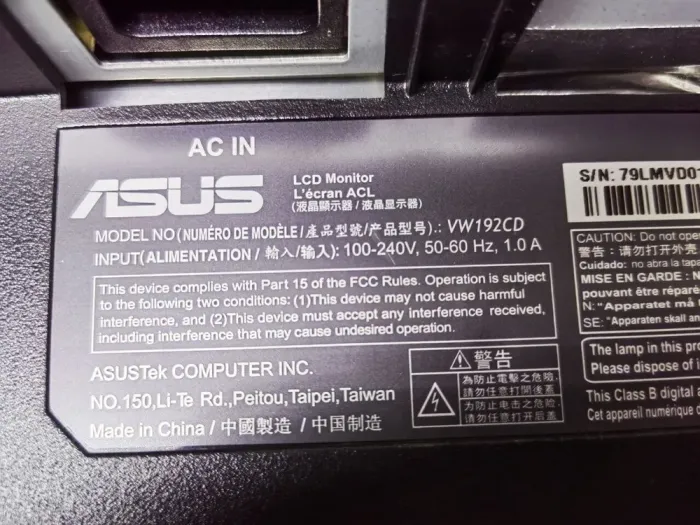 AC IN
ASUS
LCD Monitor
L'écran ACL
(液晶顯示器 / 液晶显示器)
MODEL NO (NUMÉRO DE MODÈLE / 產品型號/产品型号).: VW192CD
INPUT(ALIMENTATION / 輸入/输入): 100-240V, 50-60 Hz, 1.0 A
This device complies with Part 15 of the FCC Rules. Operation is subject
to the following two conditions: (1)This device may not cause harmful
interference, and (2)This device must accept any interference received,
including interference that may cause undesired operation.
ASUSTek COMPUTER INC.
NO.150,Li-Te Rd.,Peitou,Taipei,Taiwan
Made in China / 中國製造 / 中国制造
警告
為防止電擊之危險,
請勿任意打開後蓋
为防止电击之危险,
请勿任意打开后盖
S/N: 79LMVD01
CAUTION: Do not ope
警告: 请勿打开外壳
Cuidado: no abra la tapa
MISE EN GARDE : N
pouvant être répar
N: "Apparatet må
SE: "Apparaten skall an
The lamp in this pro
Please dispose of i
This Class B digital a
Cet appareil numérique d